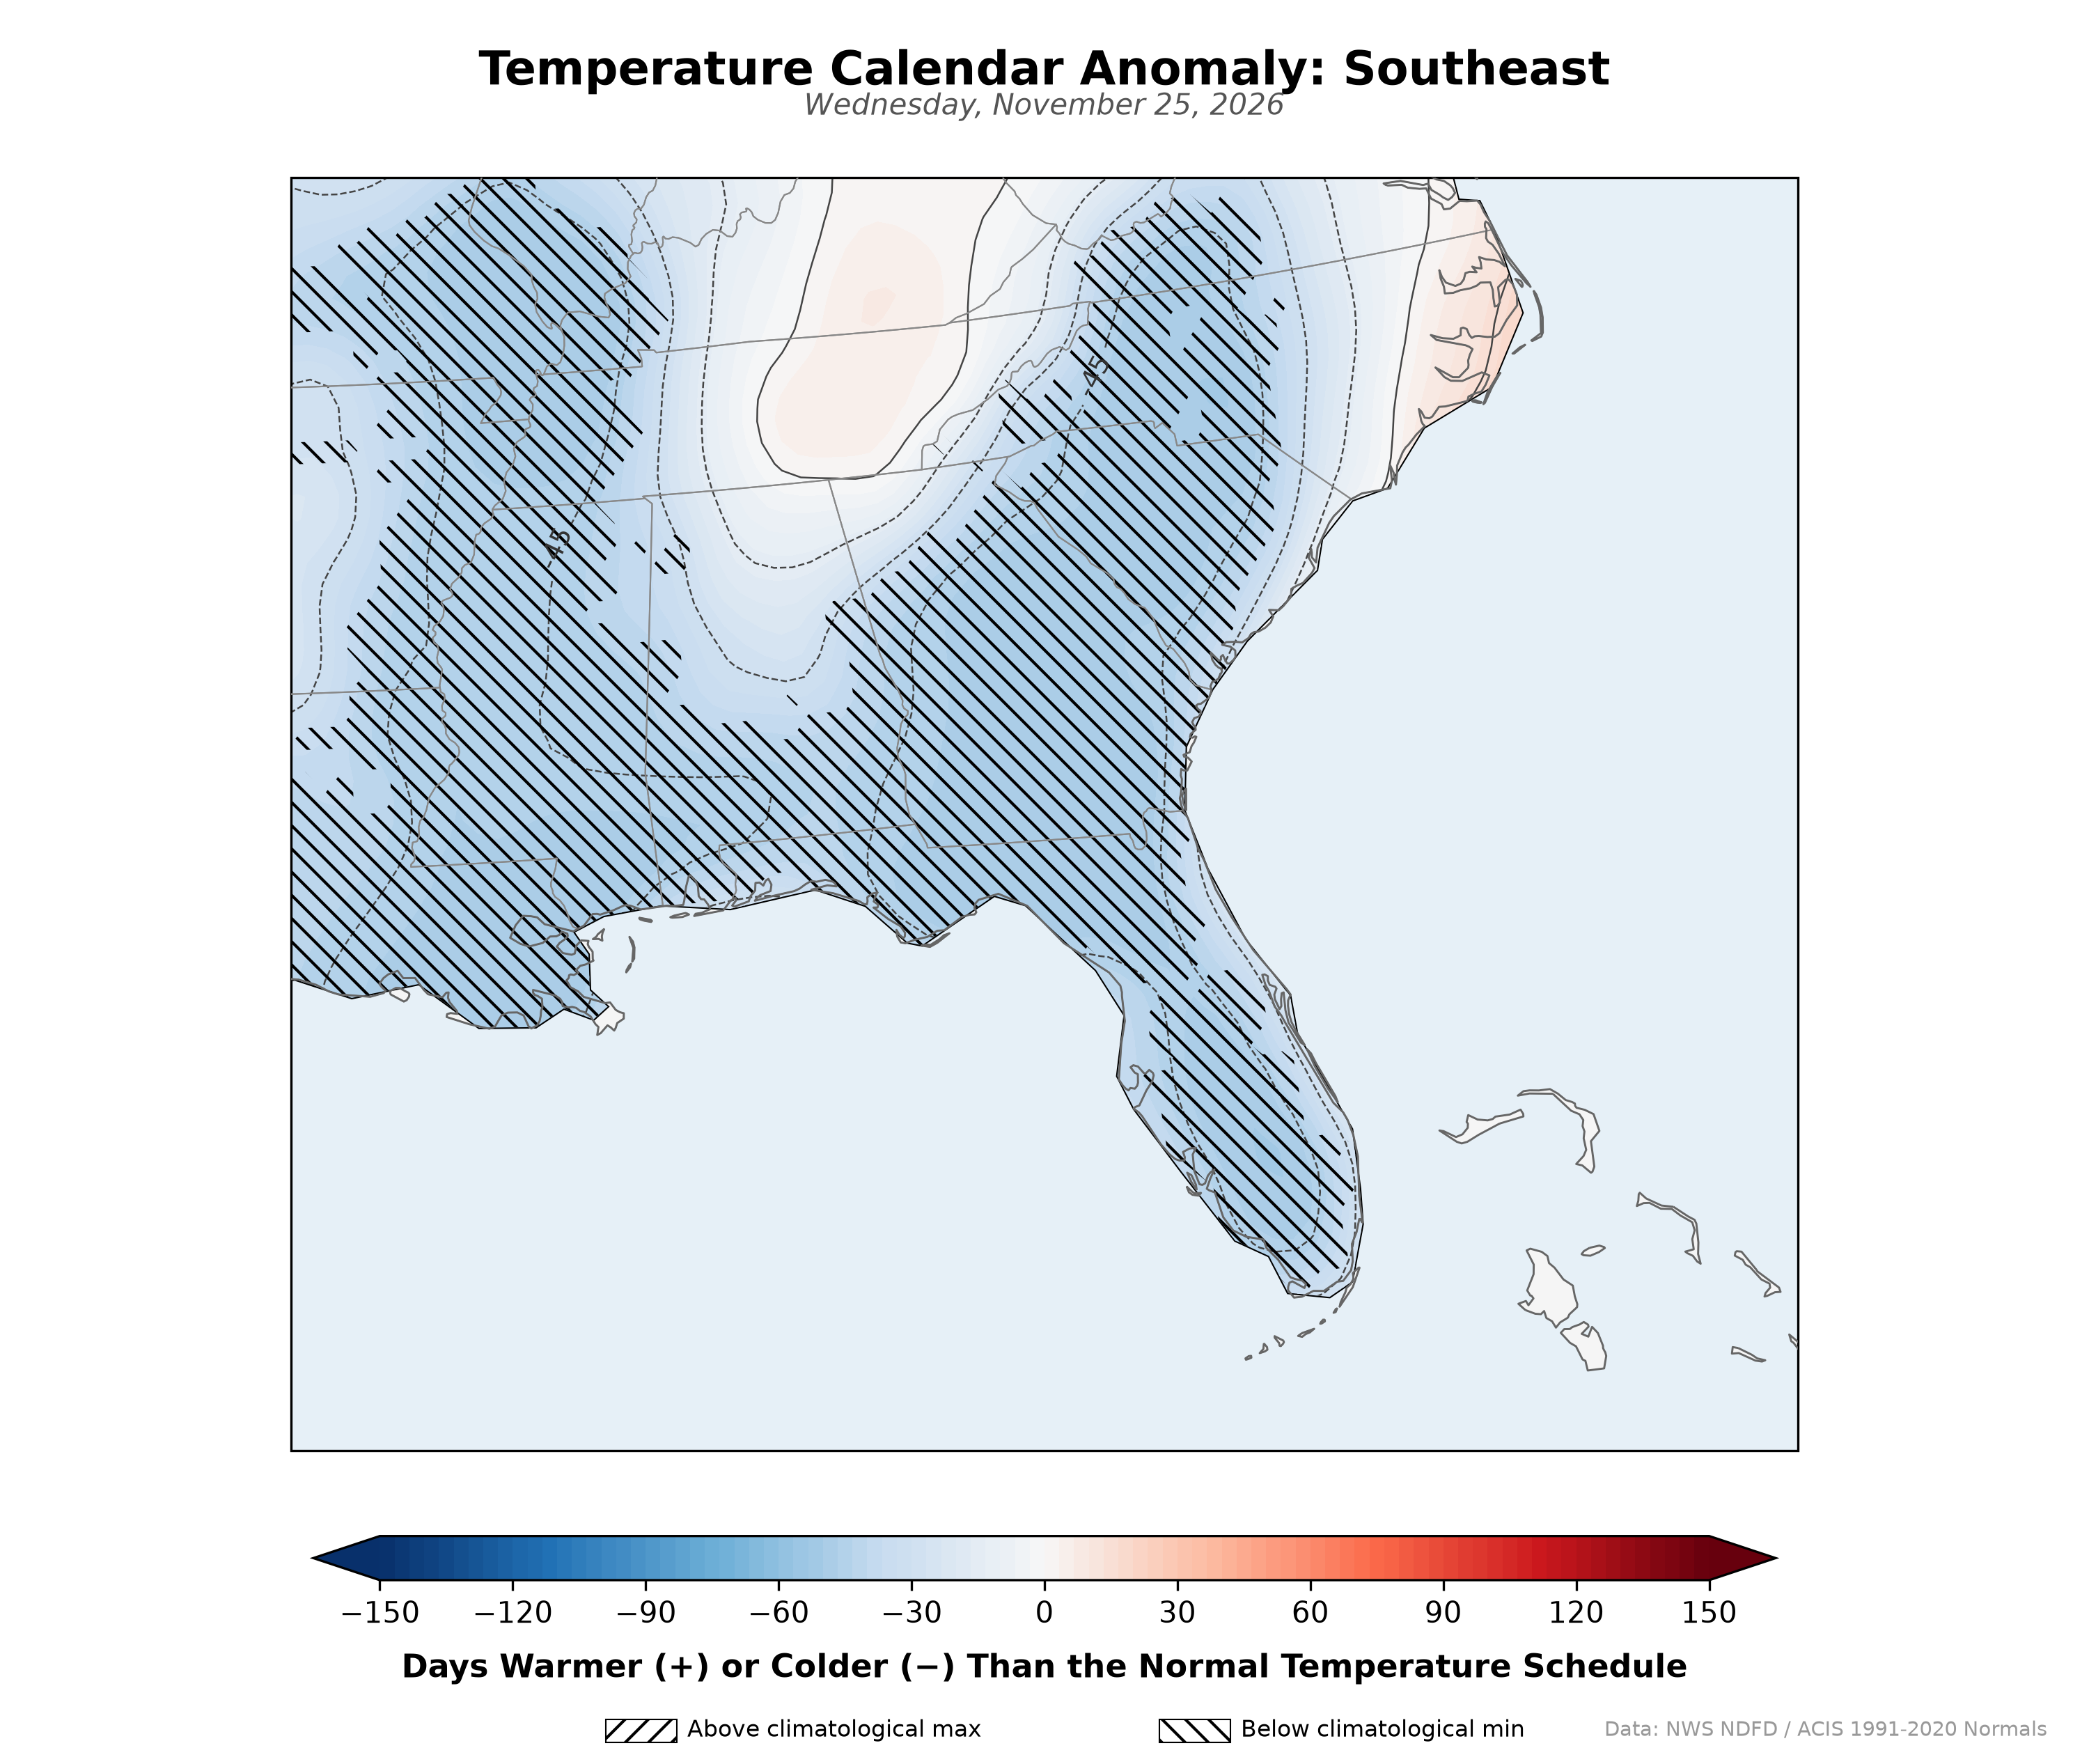 Temperature Calendar Anomaly: Southeast
Wednesday, November 25, 2026
45
45
−150 −120 −90 −60 −30 0 30 60 90 120 150
Days Warmer (+) or Colder (−) Than the Normal Temperature Schedule
Above climatological max Below climatological min Data: NWS NDFD / ACIS 1991-2020 Normals